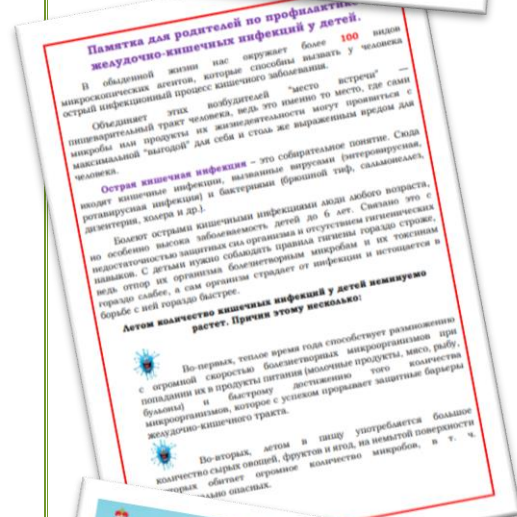 Памятка для родителей по профилактике
желудочно-кишечных инфекций у детей.
В обыденной жизни нас окружает более 100 видов
микроскопических агентов, которые способны вызвать у человека
острый инфекционный процесс кишечного заболевания.
Объединяет этих возбудителей "место встречи" —
пищеварительный тракт человека, ведь это именно то место, где сами
микробы или продукты их жизнедеятельности могут проявиться с
максимальной "выгодой" для себя и столь же выраженным вредом для
человека.
Острая кишечная инфекция – это собирательное понятие. Сюда
входят кишечные инфекции, вызванные вирусами (энтеровирусная,
ротавирусная инфекция) и бактериями (брюшной тиф, сальмонеллез,
дизентерия, холера и др.).
Болеют острыми кишечными инфекциями люди любого возраста,
но особенно высока заболеваемость детей до 6 лет. Связано это с
недостаточностью защитных сил организма и отсутствием гигиенических
навыков. С детьми нужно соблюдать правила гигиены гораздо строже,
ведь отпор их организма болезнетворным микробам и их токсинам
гораздо слабее, а сам организм страдает от инфекции и истощается в
борьбе с ней гораздо быстрее.
Летом количество кишечных инфекций у детей неминуемо
растет. Причин этому несколько:
Во-первых, теплое время года способствует размножению
с огромной скоростью болезнетворных микроорганизмов при
попадании их в продукты питания (молочные продукты, мясо, рыбу,
бульоны) и быстрому достижению того количества
микроорганизмов, которое с успехом прорывает защитные барьеры
желудочно-кишечного тракта.
Во-вторых, летом в пищу употребляется большое
количество сырых овощей, фруктов и ягод, на немытой поверхности
обитает огромное количество микробов, в т. ч.
опасных.